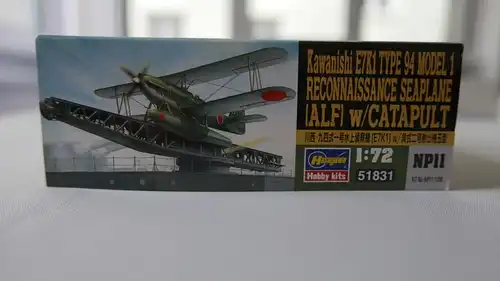 Kawanishi E7K1 TYPE 94 MODEL 1
RECONNAISSANCE SEAPLANE
[ALF] w/CATAPULT
Hasegawa
Hobby kits
1:72
51831
NP11